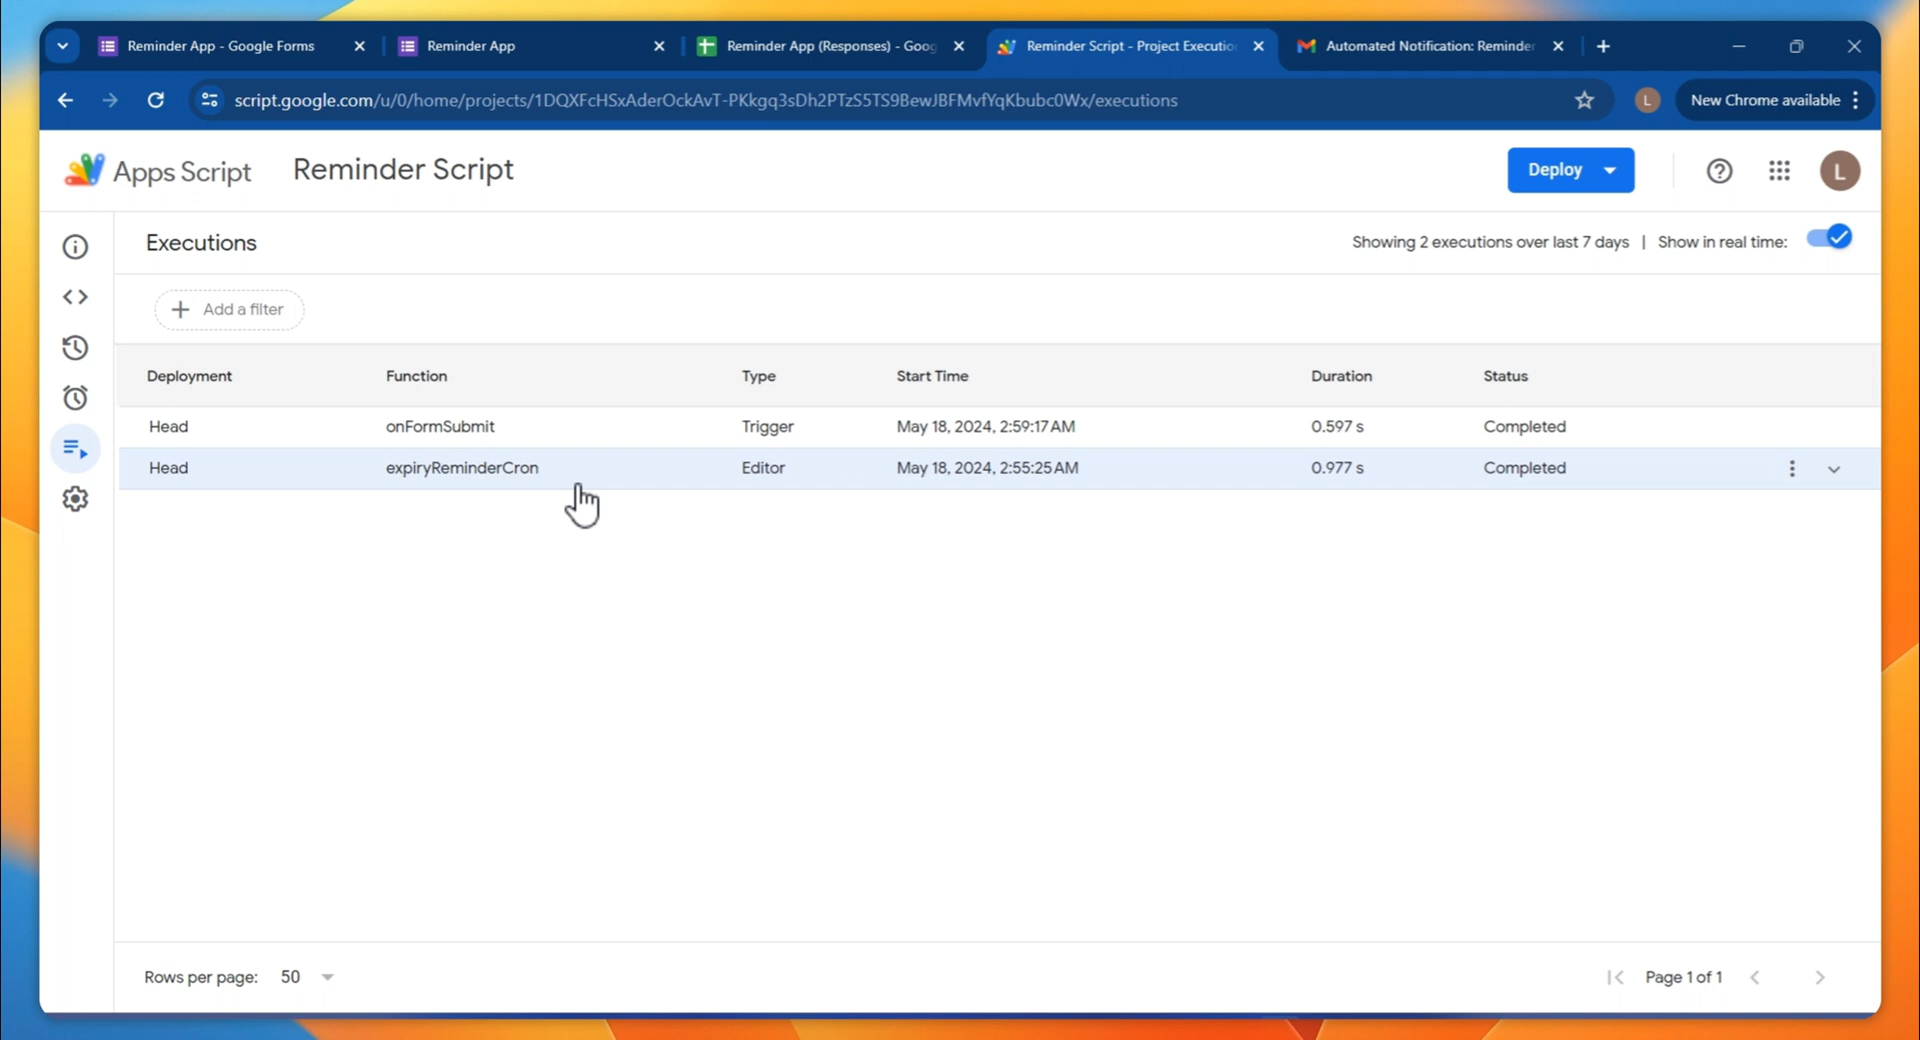 Reminder App - Google Forms
Reminder App
Reminder App (Responses) - Goog
Reminder Script - Project Executio
Automated Notification: Reminder
script.google.com/u/0/home/projects/1DQXFcHSxAderOckAvT-PKkgq3sDh2PTzS5TS9BewJBFMvfYqKbubc0Wx/executions
L
New Chrome available
Apps Script
Reminder Script
Deploy
L
Executions
Showing 2 executions over last 7 days | Show in real time:
Add a filter
Deployment Function Type Start Time Duration Status
Head onFormSubmit Trigger May 18, 2024, 2:59:17 AM 0.597 s Completed
Head expiryReminderCron Editor May 18, 2024, 2:55:25 AM 0.977 s Completed
Rows per page: 50
Page 1 of 1